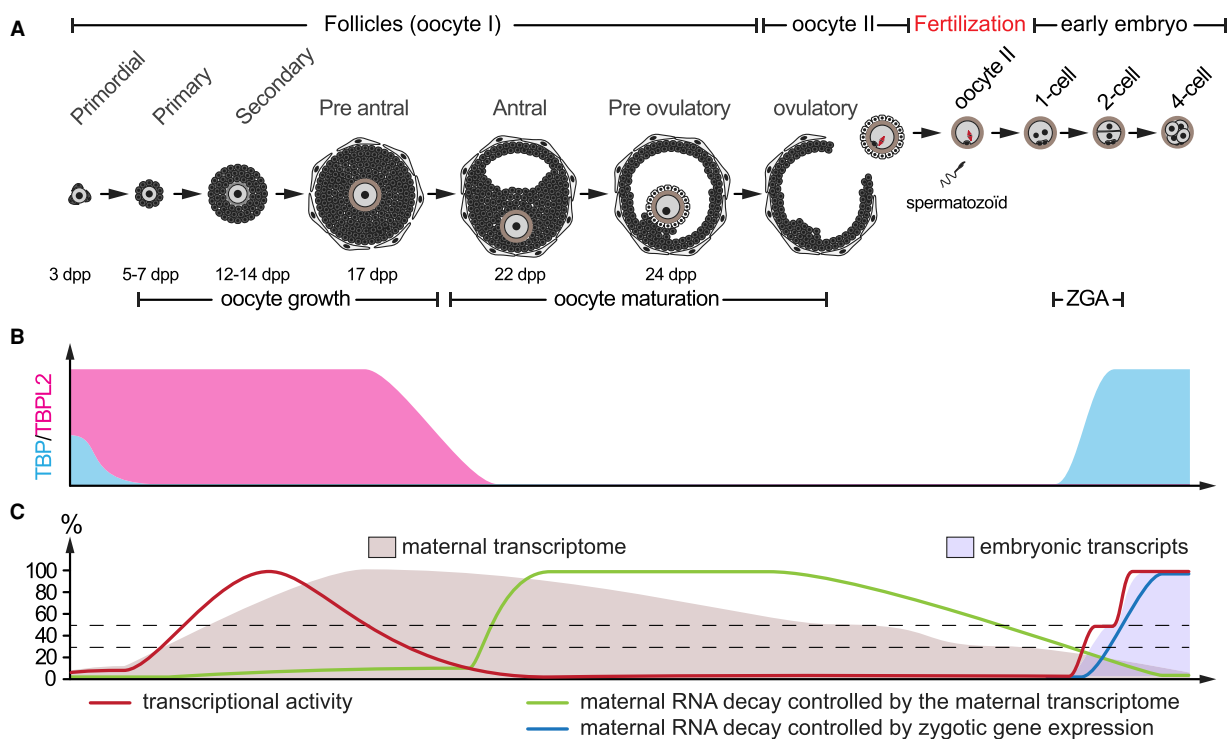 A
Follicles (oocyte I)
oocyte II
Fertilization
early embryo
Primordial
Primary
Secondary
Pre antral
Antral
Pre ovulatory
ovulatory
oocyte II
1-cell
2-cell
4-cell
spermatozoïd
3 dpp
5-7 dpp
12-14 dpp
17 dpp
22 dpp
24 dpp
oocyte growth
oocyte maturation
ZGA
B
TBP/TBPL2
C
%
maternal transcriptome
embryonic transcripts
100
80
60
40
20
0
transcriptional activity
maternal RNA decay controlled by the maternal transcriptome
maternal RNA decay controlled by zygotic gene expression